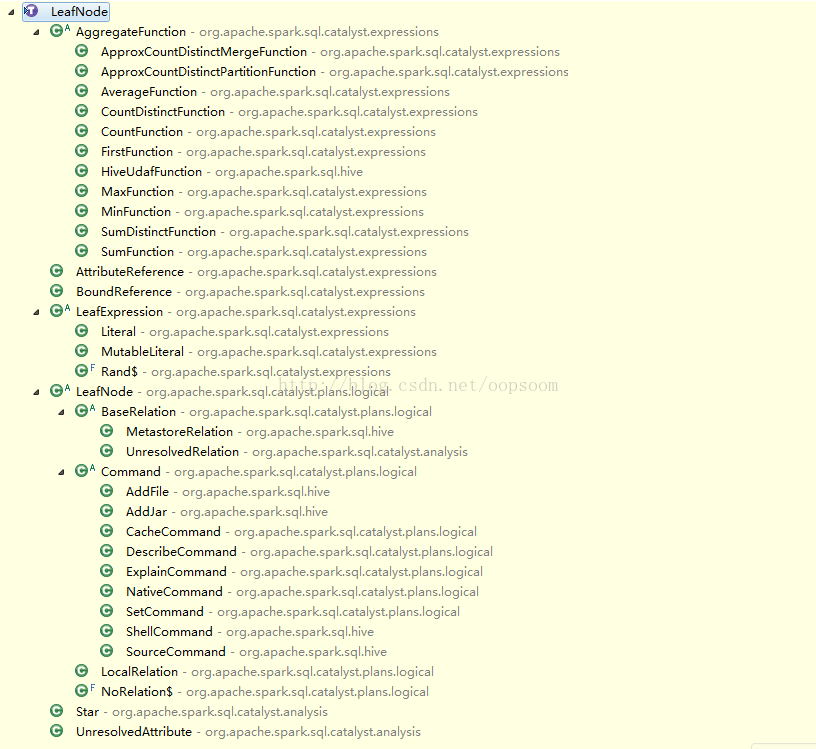 LeafNode
AggregateFunction - org.apache.spark.sql.catalyst.expressions
ApproxCountDistinctMergeFunction - org.apache.spark.sql.catalyst.expressions
ApproxCountDistinctPartitionFunction - org.apache.spark.sql.catalyst.expressions
AverageFunction - org.apache.spark.sql.catalyst.expressions
CountDistinctFunction - org.apache.spark.sql.catalyst.expressions
CountFunction - org.apache.spark.sql.catalyst.expressions
FirstFunction - org.apache.spark.sql.catalyst.expressions
HiveUdafFunction - org.apache.spark.sql.hive
MaxFunction - org.apache.spark.sql.catalyst.expressions
MinFunction - org.apache.spark.sql.catalyst.expressions
SumDistinctFunction - org.apache.spark.sql.catalyst.expressions
SumFunction - org.apache.spark.sql.catalyst.expressions
AttributeReference - org.apache.spark.sql.catalyst.expressions
BoundReference - org.apache.spark.sql.catalyst.expressions
LeafExpression - org.apache.spark.sql.catalyst.expressions
Literal - org.apache.spark.sql.catalyst.expressions
MutableLiteral - org.apache.spark.sql.catalyst.expressions
Rand$ - org.apache.spark.sql.catalyst.expressions
http://blog.csdn.net/oopsoom
LeafNode - org.apache.spark.sql.catalyst.plans.logical
BaseRelation - org.apache.spark.sql.catalyst.plans.logical
MetastoreRelation - org.apache.spark.sql.hive
UnresolvedRelation - org.apache.spark.sql.catalyst.analysis
Command - org.apache.spark.sql.catalyst.plans.logical
AddFile - org.apache.spark.sql.hive
AddJar - org.apache.spark.sql.hive
CacheCommand - org.apache.spark.sql.catalyst.plans.logical
DescribeCommand - org.apache.spark.sql.catalyst.plans.logical
ExplainCommand - org.apache.spark.sql.catalyst.plans.logical
NativeCommand - org.apache.spark.sql.catalyst.plans.logical
SetCommand - org.apache.spark.sql.catalyst.plans.logical
ShellCommand - org.apache.spark.sql.hive
SourceCommand - org.apache.spark.sql.hive
LocalRelation - org.apache.spark.sql.catalyst.plans.logical
NoRelation$ - org.apache.spark.sql.catalyst.plans.logical
Star - org.apache.spark.sql.catalyst.analysis
UnresolvedAttribute - org.apache.spark.sql.catalyst.analysis